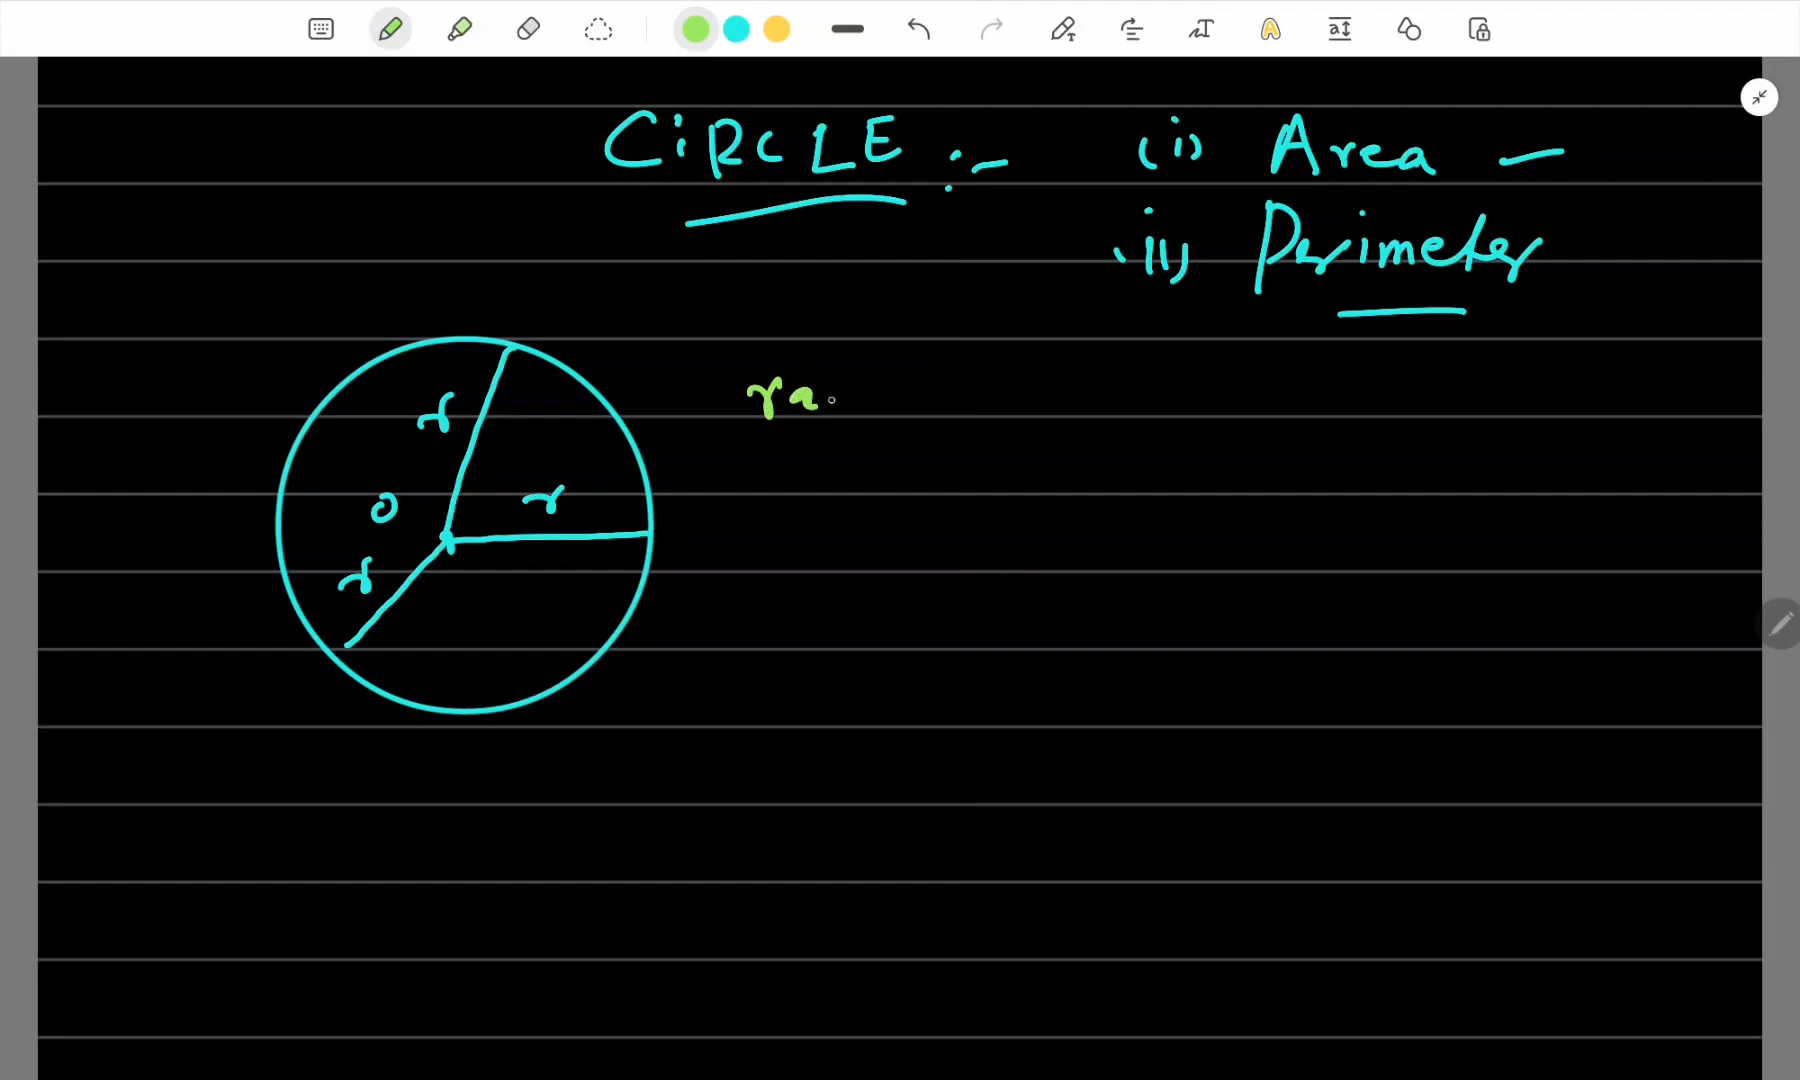 CiRCLE :- (i) Area —
ii) Perimeter
ra
r
r
o
r